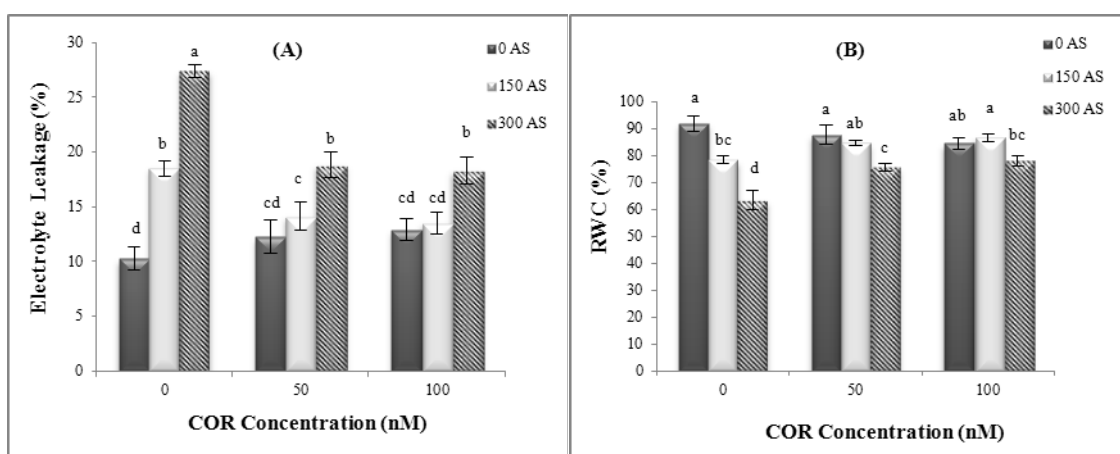 (A)
0 AS
150 AS
300 AS
Electrolyte Leakage (%)
30
25
20
15
10
5
0
d
b
a
cd
c
b
cd
cd
b
0
50
100
COR Concentration (nM)
(B)
0 AS
150 AS
300 AS
RWC (%)
100
90
80
70
60
50
40
30
20
10
0
a
bc
d
a
ab
c
ab
a
bc
0
50
100
COR Concentration (nM)